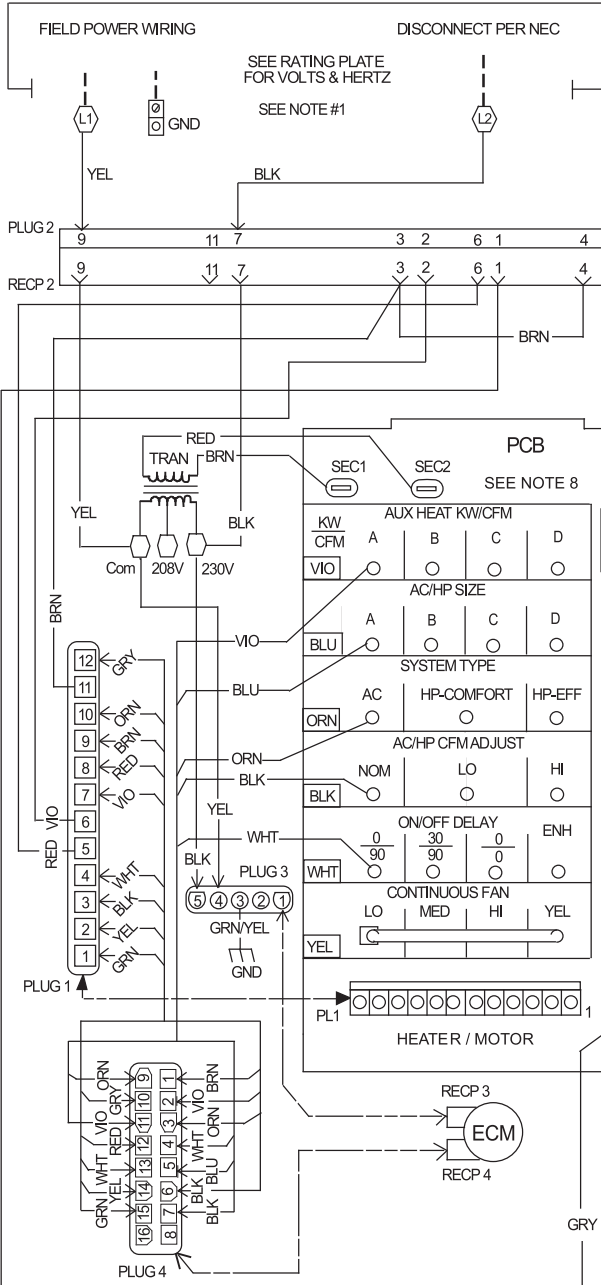 FIELD POWER WIRING DISCONNECT PER NEC
SEE RATING PLATE
FOR VOLTS & HERTZ
SEE NOTE #1
L1 GND L2
YEL BLK
PLUG 2
9 11 7 3 2 6 1 4
9 11 7 3 2 6 1 4
RECP 2
BRN
RED
TRAN BRN
YEL BLK
Com 208V 230V
PCB
SEC1 SEC2
SEE NOTE 8
AUX HEAT KW/CFM
KW
CFM A B C D
VIO
AC/HP SIZE
A B C D
BLU
SYSTEM TYPE
AC HP-COMFORT HP-EFF
ORN
AC/HP CFM ADJUST
NOM LO HI
BLK
ON/OFF DELAY
0 30 0 ENH
90 90 0
WHT
CONTINUOUS FAN
LO MED HI YEL
YEL
PL1 1
HEATER / MOTOR
BRN
VIO
BLU
ORN
BLK
YEL
WHT
BLK
12 GRY
11
10 ORN
9 BRN
8 RED
7 VIO
6 VIO
5 RED
4 WHT
3 BLK
2 YEL
1 GRN
PLUG 1
PLUG 3
5 4 3 2 1
GRN/YEL
GND
ORN 9 1 BRN
GRY 10 2 VIO
VIO 11 3 ORN
RED 12 4 WHT
WHT 13 5 BLU
YEL 14 6 BLK
GRN 15 7 BLK
16 8
PLUG 4
RECP 3
ECM
RECP 4
GRY